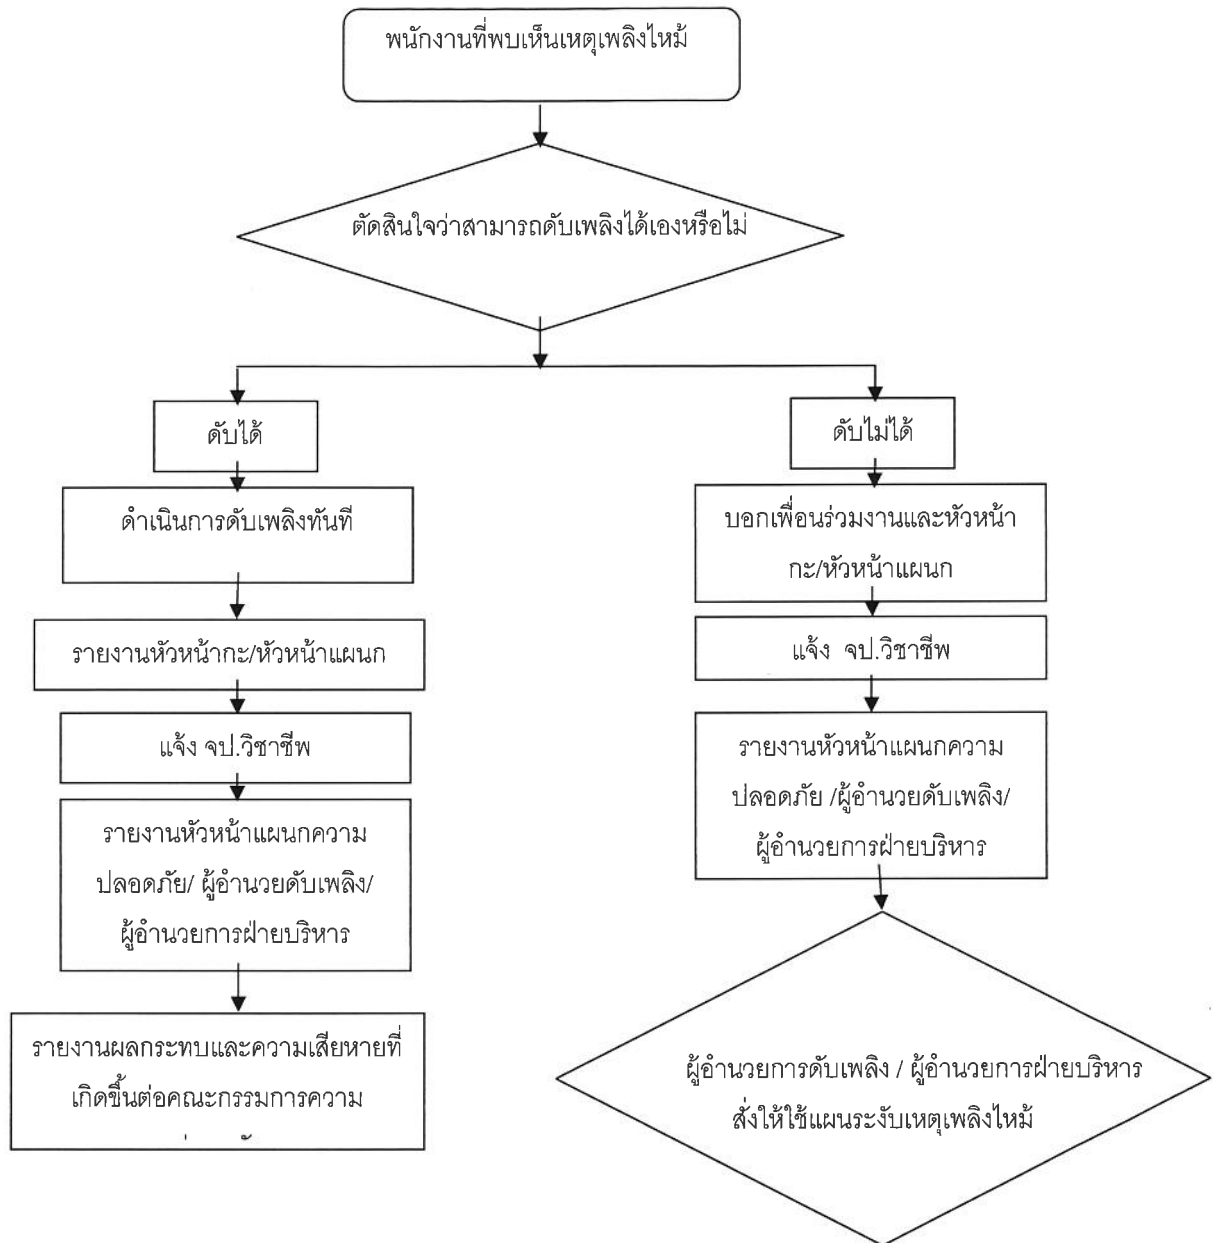 พนักงานที่พบเห็นเหตุเพลิงไหม้
ตัดสินใจว่าสามารถดับเพลิงได้เองหรือไม่
ดับได้
ดำเนินการดับเพลิงทันที
รายงานหัวหน้ากะ/หัวหน้าแผนก
แจ้ง จป.วิชาชีพ
รายงานหัวหน้าแผนกความ
ปลอดภัย/ ผู้อำนวยดับเพลิง/
ผู้อำนวยการฝ่ายบริหาร
รายงานผลกระทบและความเสียหายที่
เกิดขึ้นต่อคณะกรรมการความ
ดับไม่ได้
บอกเพื่อนร่วมงานและหัวหน้า
กะ/หัวหน้าแผนก
แจ้ง จป.วิชาชีพ
รายงานหัวหน้าแผนกความ
ปลอดภัย /ผู้อำนวยดับเพลิง/
ผู้อำนวยการฝ่ายบริหาร
ผู้อำนวยการดับเพลิง / ผู้อำนวยการฝ่ายบริหาร
สั่งให้ใช้แผนระงับเหตุเพลิงไหม้